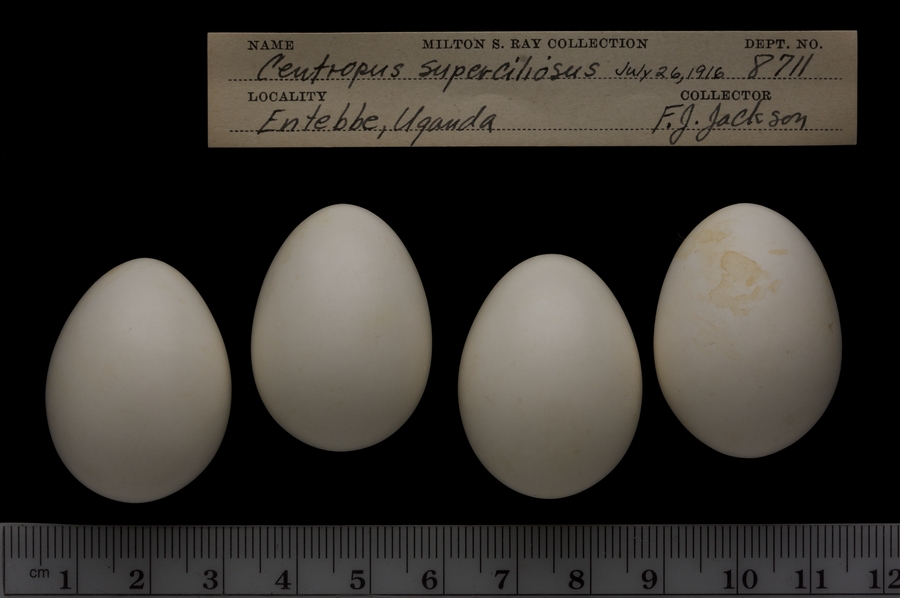 NAME MILTON S. RAY COLLECTION DEPT. NO.
Centropus superciliosus July 26, 1916 8711
LOCALITY COLLECTOR
Entebbe, Uganda F. J. Jackson
cm 1 2 3 4 5 6 7 8 9 10 11 12